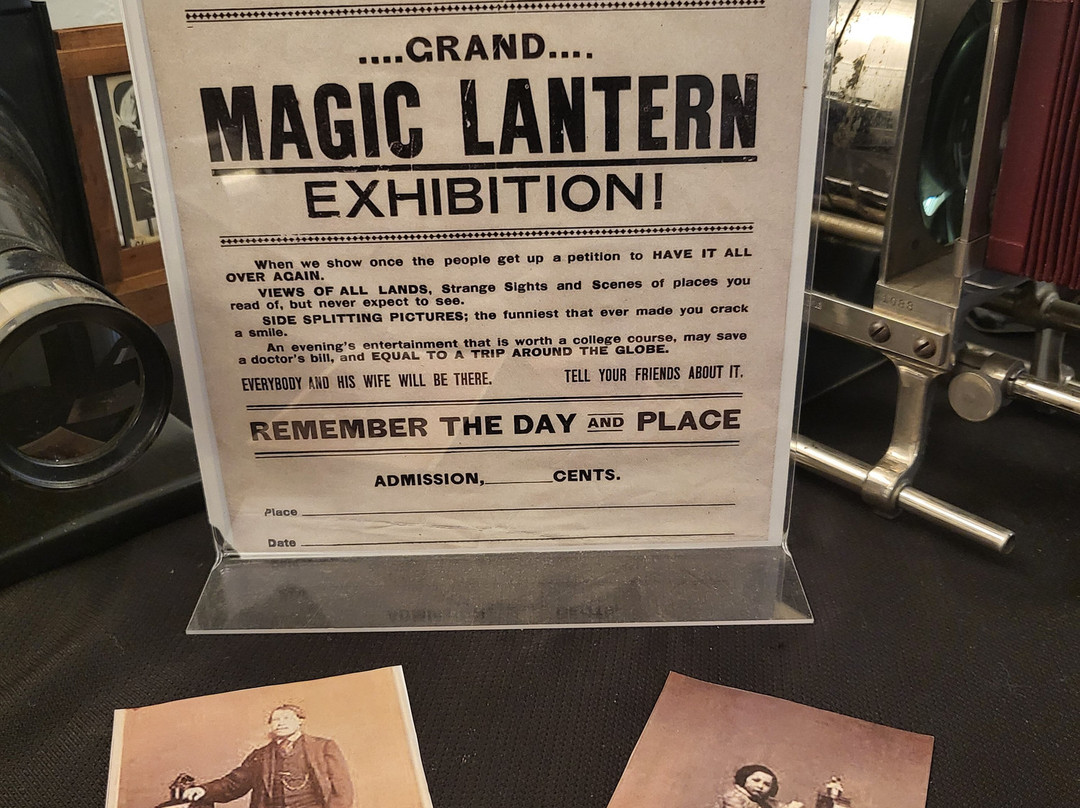 ....GRAND....
MAGIC LANTERN
EXHIBITION!
When we show once the people get up a petition to HAVE IT ALL
OVER AGAIN.
VIEWS OF ALL LANDS, Strange Sights and Scenes of places you
read of, but never expect to see.
SIDE SPLITTING PICTURES; the funniest that ever made you crack
a smile.
An evening's entertainment that is worth a college course, may save
a doctor's bill, and EQUAL TO A TRIP AROUND THE GLOBE.
EVERYBODY AND HIS WIFE WILL BE THERE. TELL YOUR FRIENDS ABOUT IT.
REMEMBER THE DAY AND PLACE
ADMISSION,______CENTS.
Place
Date